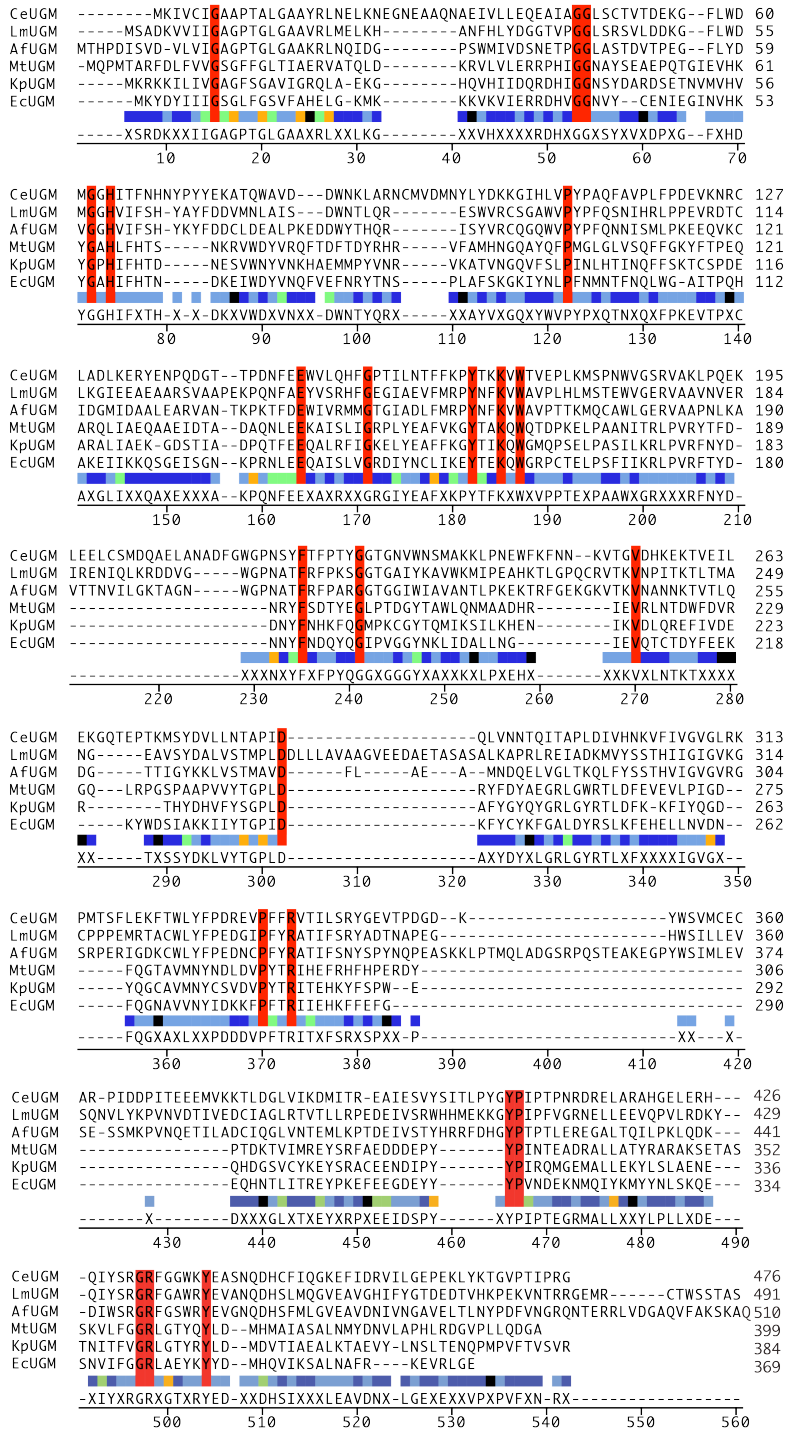 CeUGM --------MKIVCIGAAPTALGAAYRLNELKNEGNEAAQNAEIVLLEQEAIAGGLSCTVTDEKG--FLWD 60
LmUGM -----MSADKVVIIGAGPTGLGAAVRLTELGYKH-----ANFHLYDGGTVPGGLSRSVLDDKG--FLWD 55
AfUGM MTHPDISVD-VLVIGAGPTGLGAAKRLNQIDG--------PSWMIVDSNETPGGLASTDVTPEG--FLYD 59
MtUGM -MQPMTARFDLFVVGSGFFGLTIAERVATQLD--------KRVLVLERRPHIGGNAYSEAEPQTGIEVHK 61
KpUGM ------MKRKKILIVGAGFSGAVIGRQLA-EKG-------HQVHIIDQRDHIGGNSYDARDSETNVMVHV 56
EcUGM ------MKYDYIIIGSGLFGSVFAHELG-KMK--------KKVKVIERRDHVGGNVY--CENIEGINVHK 53
-----XSRDKXXIIGAGPTGLGAAXRLXXLKG--------XXVHXXXXRDHXGGXSYXVXDPXG--FXHD
10 20 30 40 50 60 70
CeUGM MGGHITFNHNYPYYEKATQWAVD---DWNKLARNCMVDMNYLYDKKGIHLVPYPAQFAVPLFPDEVKNRC 127
LmUGM MGGHVIFSH-YAYFDDVMNLAIS---DWNTLQR------ESWVRCSGAWVPYPFQSNIHRLPPEVRDTC 114
AfUGM VGGHVIFSH-YKYFDDCLDEALPKEDDWYTHQR------ISYVRCQGQWVPYPFQNNISMLPKEEQVKC 121
MtUGM YGAHLFHTS----NKRVWDYVRQFTDFTDYRHR-----VFAMHNGQAYQFPMGLGLVSQFFGKYFTPEQ 121
KpUGM YGPHIFHTD----NESVWNYVNKHAEMMPYVNR-----VKATVNGQVFSLPINLHTINQFFSKTCSPDE 116
EcUGM YGAHIFHTN----DKEIWDYVNQFVEFNRYTNS-----PLAFSKGKIYNLPFNMNTFNQLWG-AITPQH 112
YGGHIFXTH-X-X-DKXVWDXVNXX-DWNTYQRX-----XXAYVXGQXYWVPYPXQTNXQXFPKEVTPXC
80 90 100 110 120 130 140
CeUGM LADLKERYENPQDGT--TPDNFEEWVLQHFGPTILNTFFKPYTKKVWTVEPLKMSPNWVGSRVAKLPQEK 195
LmUGM LKGIEEAEAARSVAAPEKPQNFAEYVSRHFGEGIAEVFMRPYNFKVWAVPLHLMSTEWVGERVAAVNVER 184
AfUGM IDGMIDAALEARVAN-TKPKTFDEWIVRMMGTGIADLFMRPYNFKVWAVPTTKMQCAWLGERVAAPNLKA 190
MtUGM ARQLIAEQAAEIDTA--DAQNLEEKAISLIGRPLYEAFVKGYTAKQWQTDPKELPAANITRLPVRYTFD- 189
KpUGM ARALIAEK-GDSTIA--DPQTFEEQALRFIGKELYEAFFKGYTIKQWGMQPSELPASILKRLPVRFNYD- 183
EcUGM AKEIIKKQSGEISGN--KPRNLEEQAISLVGRDIYNCLIKEYTEKQWGRPCTELPSFIIKRLPVRFTYD- 180
AXGLIXXQAXEXXXA-KPQNFEEXAXRXXGRGIYEAFXKPYTFKXWXVPPTEXPAAWXGRXXXRFNYD-
150 160 170 180 190 200 210
CeUGM LEELCSMDQAELANADFGWGPNSYFTFPTYGGTGNVWNSMAKKLPNEWFKFNN--KVTGVDHKEKTVEIL 263
LmUGM IRENIQLKRDDVG-----WGPNATFRFPKSGGTGAIYKAVWKMIPEAHKTLGPQCRVTKVNPITKTLTMA 249
AfUGM VTTNVILGKTAGN-----WGPNATFRFPARGGTGGIWIAVANTLPKEKTRFGEKGKVTKVNANNKTVTLQ 255
MtUGM ---------------------NRYFSDTYEGLPTDGYTAWLQNMAADHR-------IEVRLNTDWFDVR 229
KpUGM ---------------------DNYFNHKFQGMPKCGYTQMIKSILKHEN-------IKVDLQREFIVDE 223
EcUGM ---------------------NNYFNDQYQGIPVGGYNKLIDALLNG---------IEVQTCTDYFEEK 218
------------------XXXNXYFXFPYQGGXGGGYXAXXKXLPXEHX-------XXKVXLNTKTXXXX
220 230 240 250 260 270 280
CeUGM EKGQTEPTKMSYDVLLNTAPID--------------------QLVNNTQITAPLDIVHNKVFIVGVGLRK 313
LmUGM NG-----EAVSYDALVSTMPLDDLLLAVAAGVEEDAETASASALKAPRLREIADKMVYSSTHIIGIGVKG 314
AfUGM DG-----TTIGYKKLVSTMAVD------FL-----AE---A--MNDQELVGLTKQLFYSSTHVIGVGVRG 304
MtUGM GQ---LRPGSPAAPVVYTGPLD--------------------RYFDYAEGRLGWRTLDFEVEVLPIGD-- 275
KpUGM R-------THYDHVFYSGPLD--------------------AFYGYQYGRLGYRTLDFK-KFIYQGD-- 263
EcUGM -----KYWDSIAKKIIYTGPID--------------------KFYCYKFGALDYRSLKFEHELLNVDN-- 262
XX-----TXSSYDKLVYTGPLD--------------------AXYDYXLGRLGYRTLXFXXXXIGVGX--
290 300 310 320 330 340 350
CeUGM PMTSFLEKFTWLYFPDREVPFFRVTILSRYGEVTPDGD--K---------------------YWSVMCEC 360
LmUGM CPPPEMRTACWLYFPEDGIPFYRATIFSRYADTNAPEG------------------------HWSILLEV 360
AfUGM SRPERIGDKCWLYFPEDNCPFYRATIFSNYSPYNQPEASKKLPTMQLADGSRPQSTEAKEGPYWSIMLEV 374
MtUGM -----FQGTAVMNYNDLDVPYTRIHEFRHFHPERDY---------------------------------- 306
KpUGM -----YQGCAVMNYCSVDVPYTRITEHKYFSPW--E---------------------------------- 292
EcUGM -----FQGNAVVNYIDKKFPFTRIIEHKFFEFG------------------------------------- 290
-----FQGXAXLXXPDDDVPFTRITXFSRXSPXX-P---------------------------XX---X-
360 370 380 390 400 410 420
CeUGM AR-PIDDPITEEEMVKKTLDGLVIKDMITR-EAIESVYSITLPYGYPIPTPNRDRELARAHGELERH--- 426
LmUGM SQNVLYKPVNVDTIVEDCIAGLRTVTLLRPEDEIVSRWHHMEKKGYPIPFVGRNELLEEVQPVLRDKY-- 429
AfUGM SE-SSMKPVNQETILADCIQGLVNTEMLKPTDEIVSTYHRRFDHGYPTPTLEREGALTQILPKLQDK--- 441
MtUGM ----------------PTDKTVIMREYSRFAEDDDEPY-------YPINTEADRALLATYRARAKSETAS 352
KpUGM ----------------QHDGSVCYKEYSRACEENDIPY-------YPIRQMGEMALLEKYLSLAENE--- 336
EcUGM ----------------EQHNTLITREYPKEFEEGDEYY-------YPVNDEKNMQIYKMYYNLSKQE--- 334
-------X--------DXXXGLXTXEYXRPXEEIDSPY------XYPIPTEGRMALLXXYLPLLXDE---
430 440 450 460 470 480 490
CeUGM -QIYSRGRFGGWKYEASNQDHCFIQGKEFIDRVILGEPEKLYKTGVPTIPRG 476
LmUGM -QIYSRGRFGAWRYEVANQDHSLMQGVEAVGHIFYGTDEDTVHKPEKVNTRRGEMR------CTWSSTAS 491
AfUGM -DIWSRGRFGSWRYEVGNQDHSFMLGVEAVDNIVNGAVELTLNYPDFVNGRQNTERRLVDGAQVFAKSKAQ 510
MtUGM SKVLFGGRLGTYQYLD--MHMAIASALNMYDNVLAPHLRDGVPLLQDGA 399
KpUGM TNITFVGRLGTYRYLD--MDVTIAEALKTAEVY-LNSLTENQPMPVFTVSVR 384
EcUGM SNVIFGGRLAEYKYYD--MHQVIKSALNAFR---KEVRLGE 369
-XIYXRGRXGTXRYED-XXDHSIXXXLEAVDNX-LGEXEXXVPXPVFXN-RX------------------
500 510 520 530 540 550 560